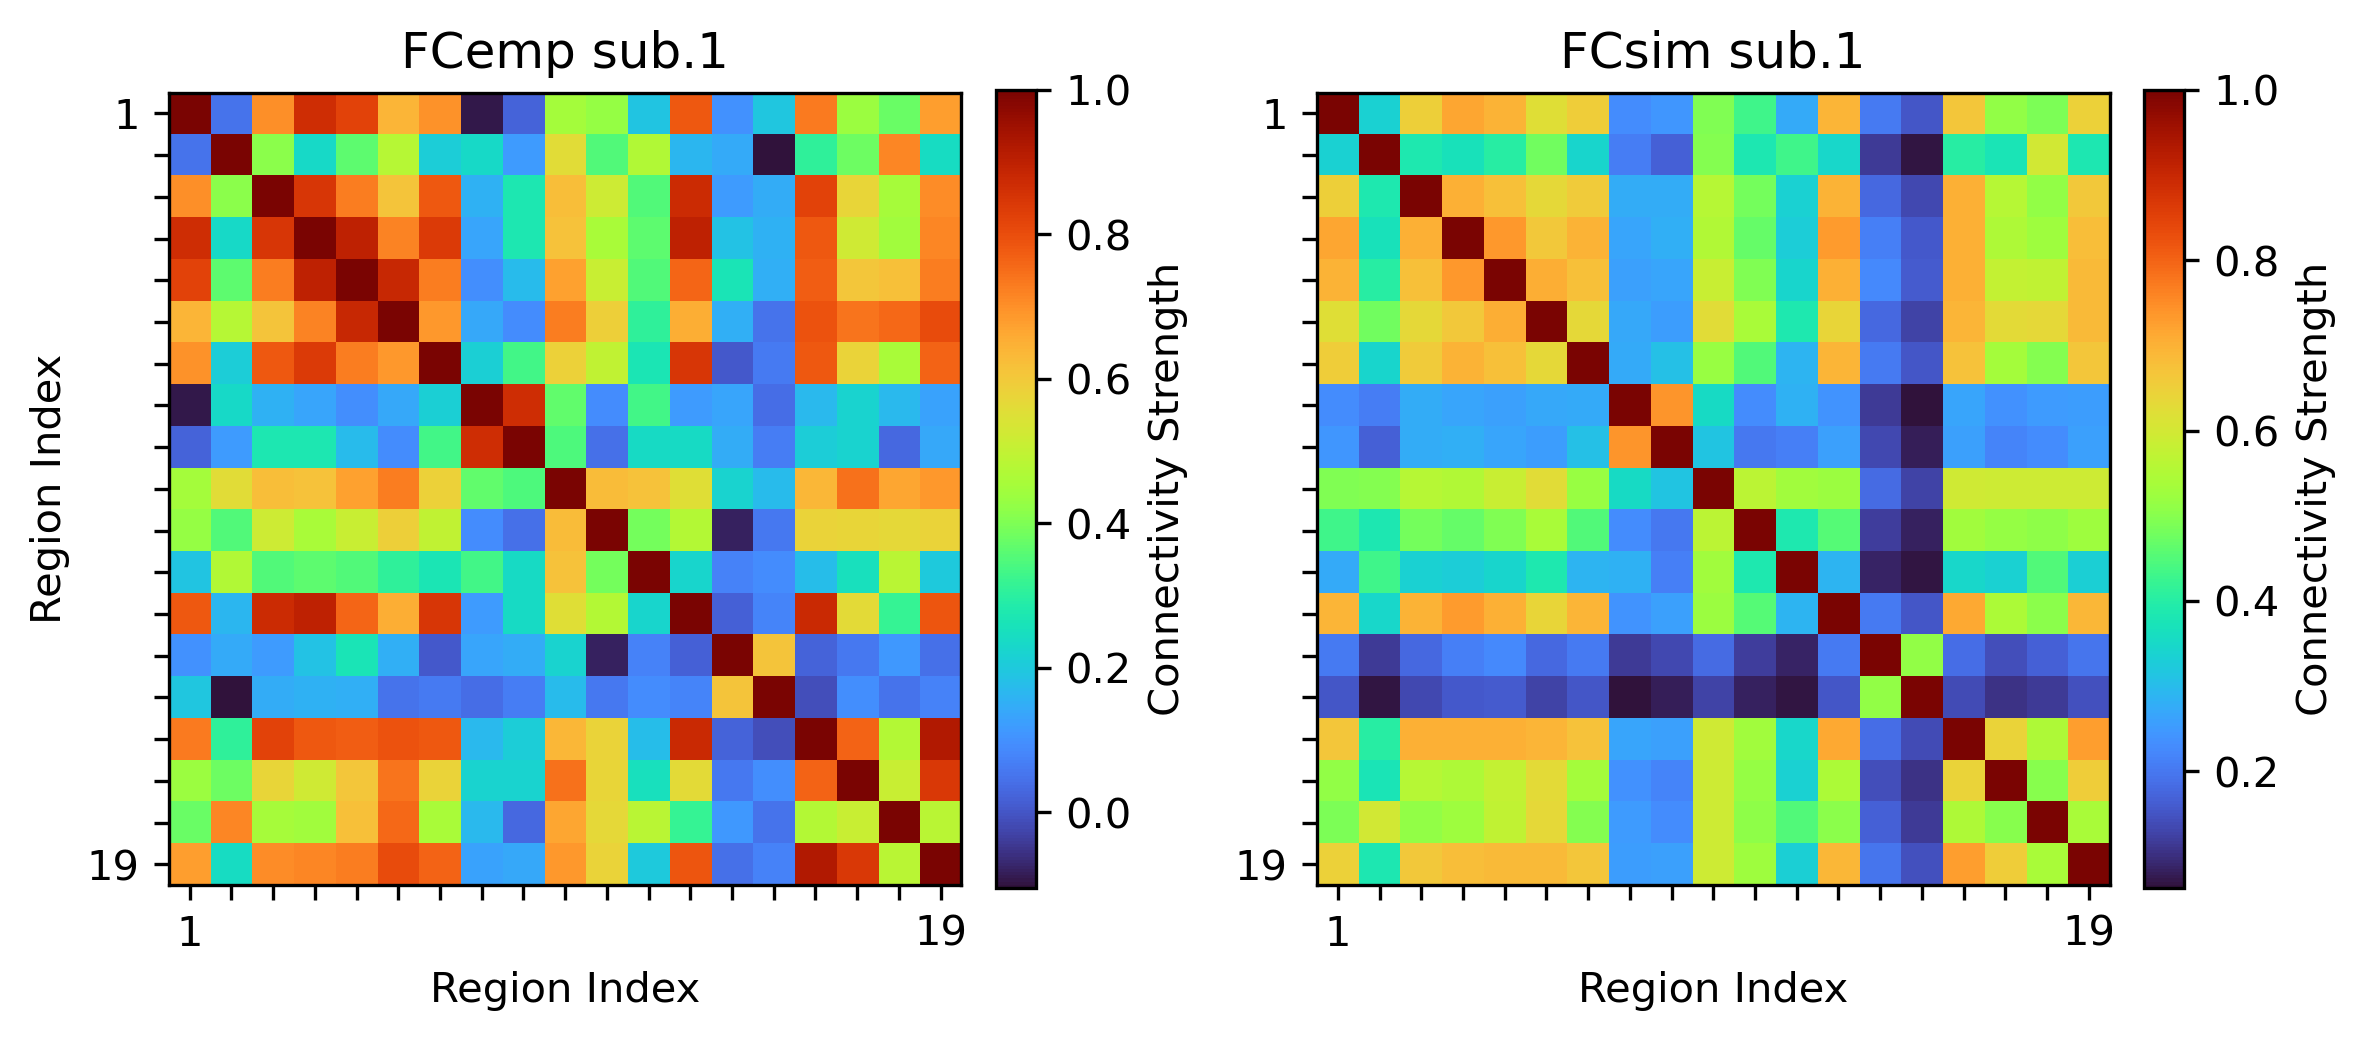 FCemp sub.1
1
19
Region Index
1
19
Region Index
1.0
0.8
0.6
0.4
0.2
0.0
Connectivity Strength
FCsim sub.1
1
19
1
19
Region Index
1.0
0.8
0.6
0.4
0.2
Connectivity Strength